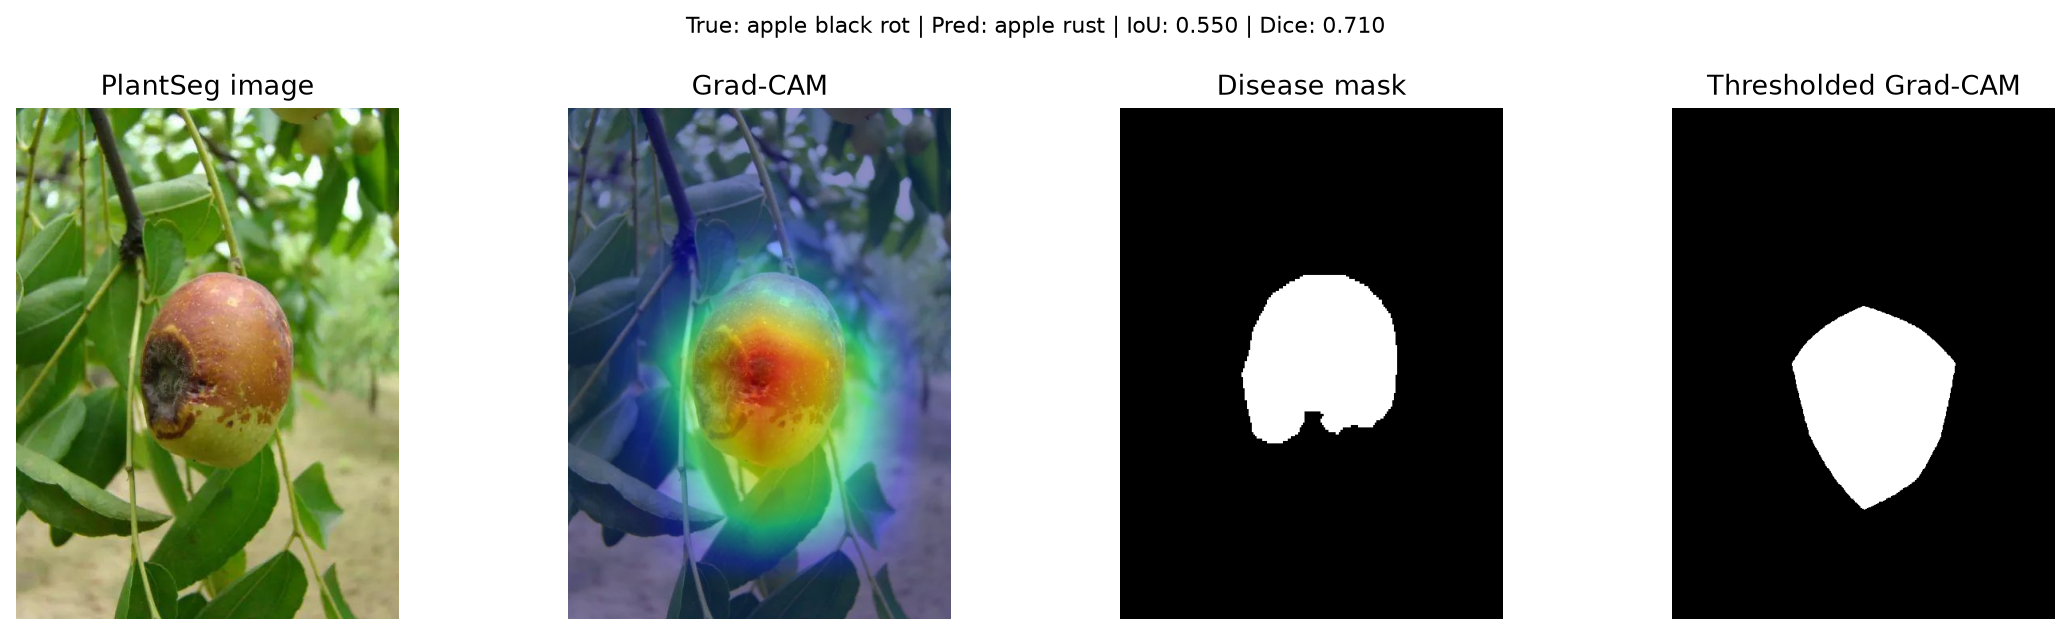 True: apple black rot | Pred: apple rust | IoU: 0.550 | Dice: 0.710
PlantSeg image
Grad-CAM
Disease mask
Thresholded Grad-CAM